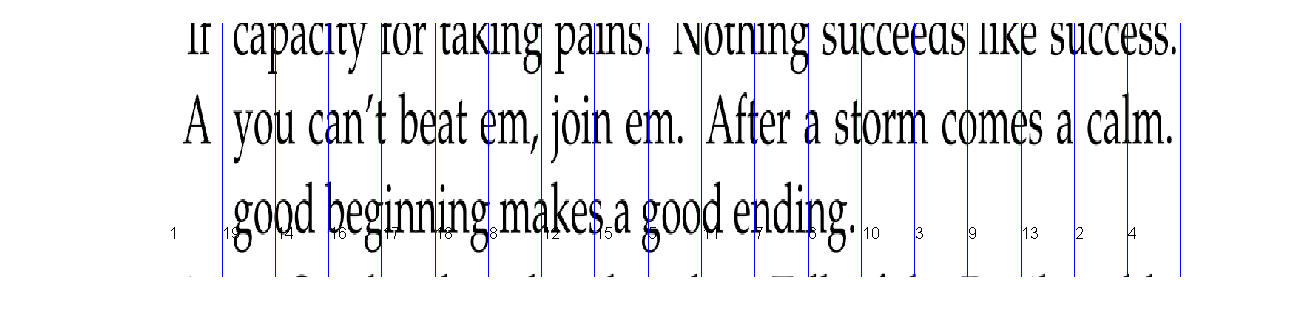 If capacity for taking pains. Nothing succeeds like success.
A you can't beat em, join em. After a storm comes a calm.
good beginning makes a good ending.
1 19 14 16 17 18 8 12 15 5 11 7 6 10 3 9 13 2 4